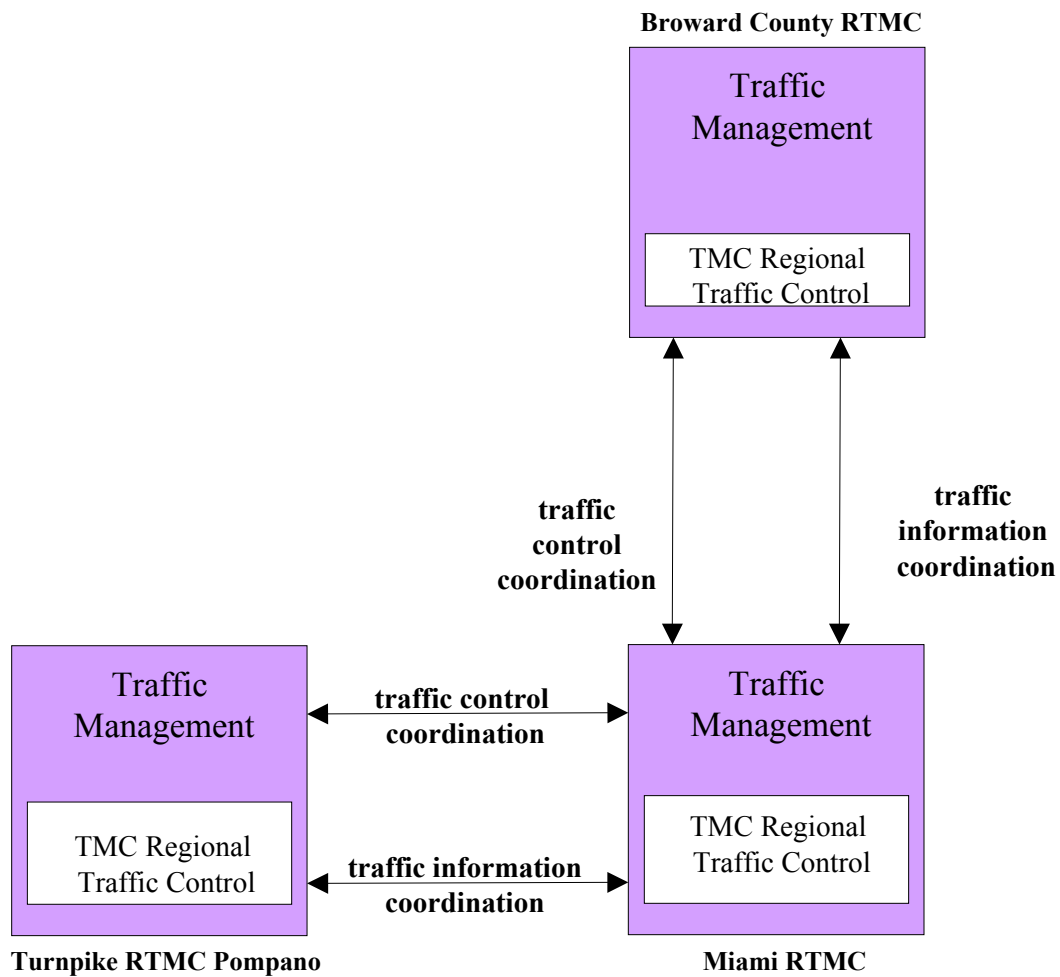 Broward County RTMC
Traffic
Management
TMC Regional
Traffic Control
traffic
control
coordination
traffic
information
coordination
Traffic
Management
TMC Regional
Traffic Control
Turnpike RTMC Pompano
traffic control
coordination
traffic information
coordination
Traffic
Management
TMC Regional
Traffic Control
Miami RTMC